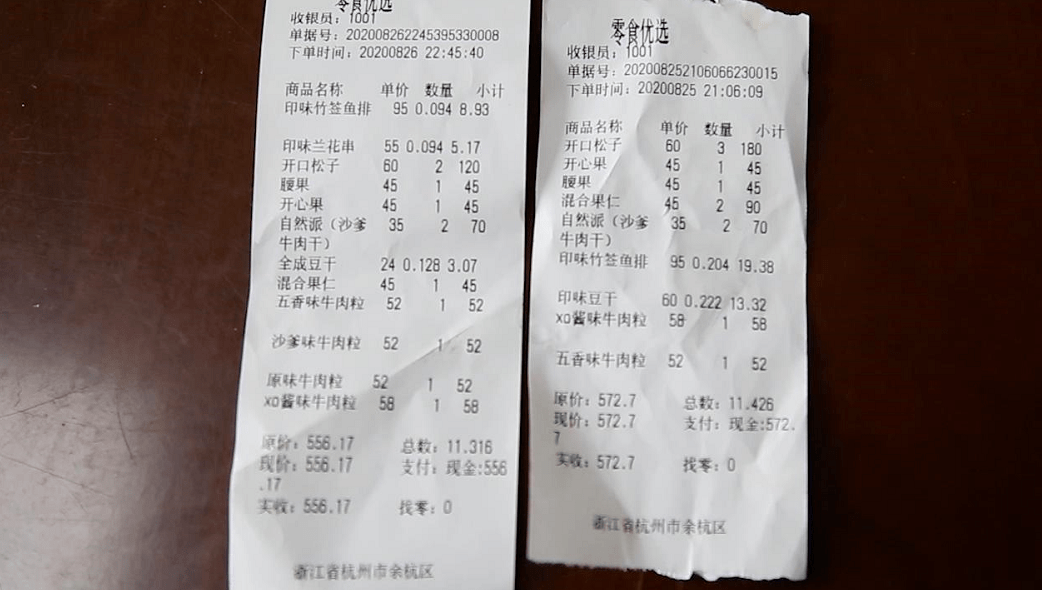 零食优选
收银员：1001
单据号：202008262245395330008
下单时间：20200826 22:45:40
商品名称 单价 数量 小计
印味竹签鱼排 95 0.094 8.93
印味兰花串 55 0.094 5.17
开口松子 60 2 120
腰果 45 1 45
开心果 45 1 45
自然派（沙爹 35 2 70
牛肉干）
全成豆干 24 0.128 3.07
混合果仁 45 1 45
五香味牛肉粒 52 1 52
沙爹味牛肉粒 52 1 52
原味牛肉粒 52 1 52
xo酱味牛肉粒 58 1 58
原价：556.17 总数：11.316
现价：556.17 支付：现金:556
.17
实收：556.17 找零：0
浙江省杭州市余杭区
零食优选
收银员：1001
单据号：202008252106066230015
下单时间：20200825 21:06:09
商品名称 单价 数量 小计
开口松子 60 3 180
开心果 45 1 45
腰果 45 1 45
混合果仁 45 2 90
自然派（沙爹 35 2 70
牛肉干）
印味竹签鱼排 95 0.204 19.38
印味豆干 60 0.222 13.32
xo酱味牛肉粒 58 1 58
五香味牛肉粒 52 1 52
原价：572.7 总数：11.426
现价：572.7 支付：现金:572.
7
实收：572.7 找零：0
浙江省杭州市余杭区